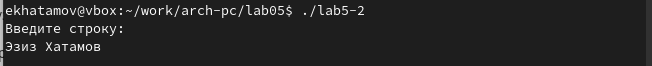 ekhatamov@vbox:~/work/arch-pc/lab05$ ./lab5-2
Введите строку:
Эзиз Хатамов